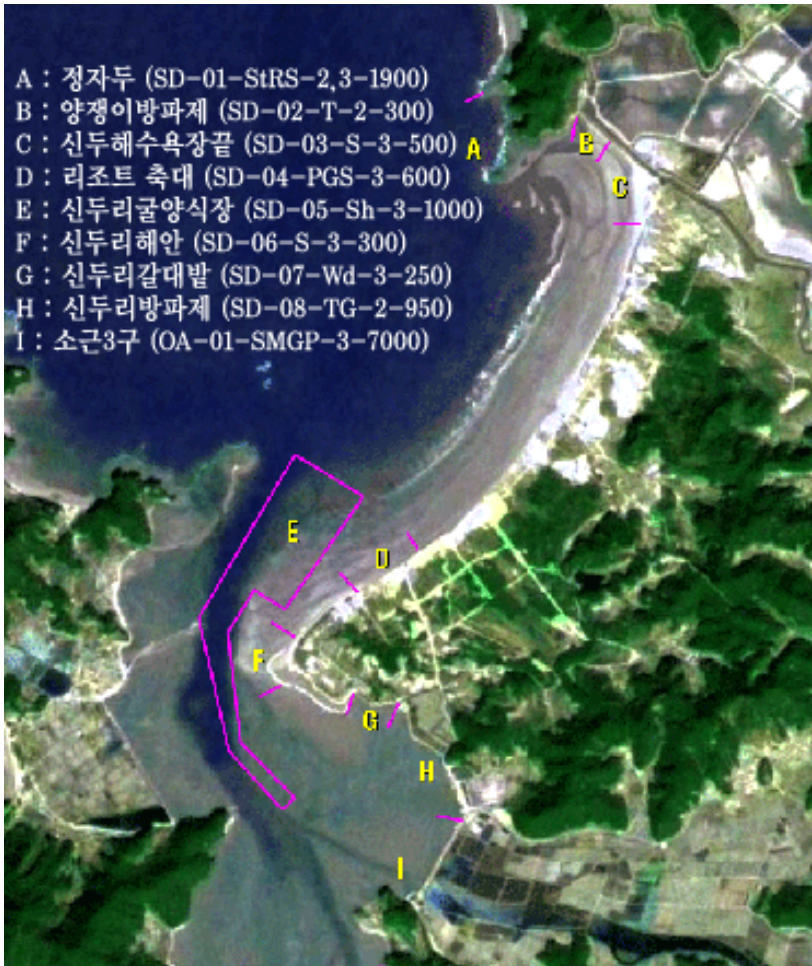 A : 정자두 (SD-01-StRS-2,3-1900)
B : 양쟁이방파제 (SD-02-T-2-300)
C : 신두해수욕장끝 (SD-03-S-3-500)
D : 리조트 축대 (SD-04-PGS-3-600)
E : 신두리굴양식장 (SD-05-Sh-3-1000)
F : 신두리해안 (SD-06-S-3-300)
G : 신두리갈대밭 (SD-07-Wd-3-250)
H : 신두리방파제 (SD-08-TG-2-950)
I : 소근3구 (OA-01-SMGP-3-7000)
A
B
C
E
D
F
G
H
I